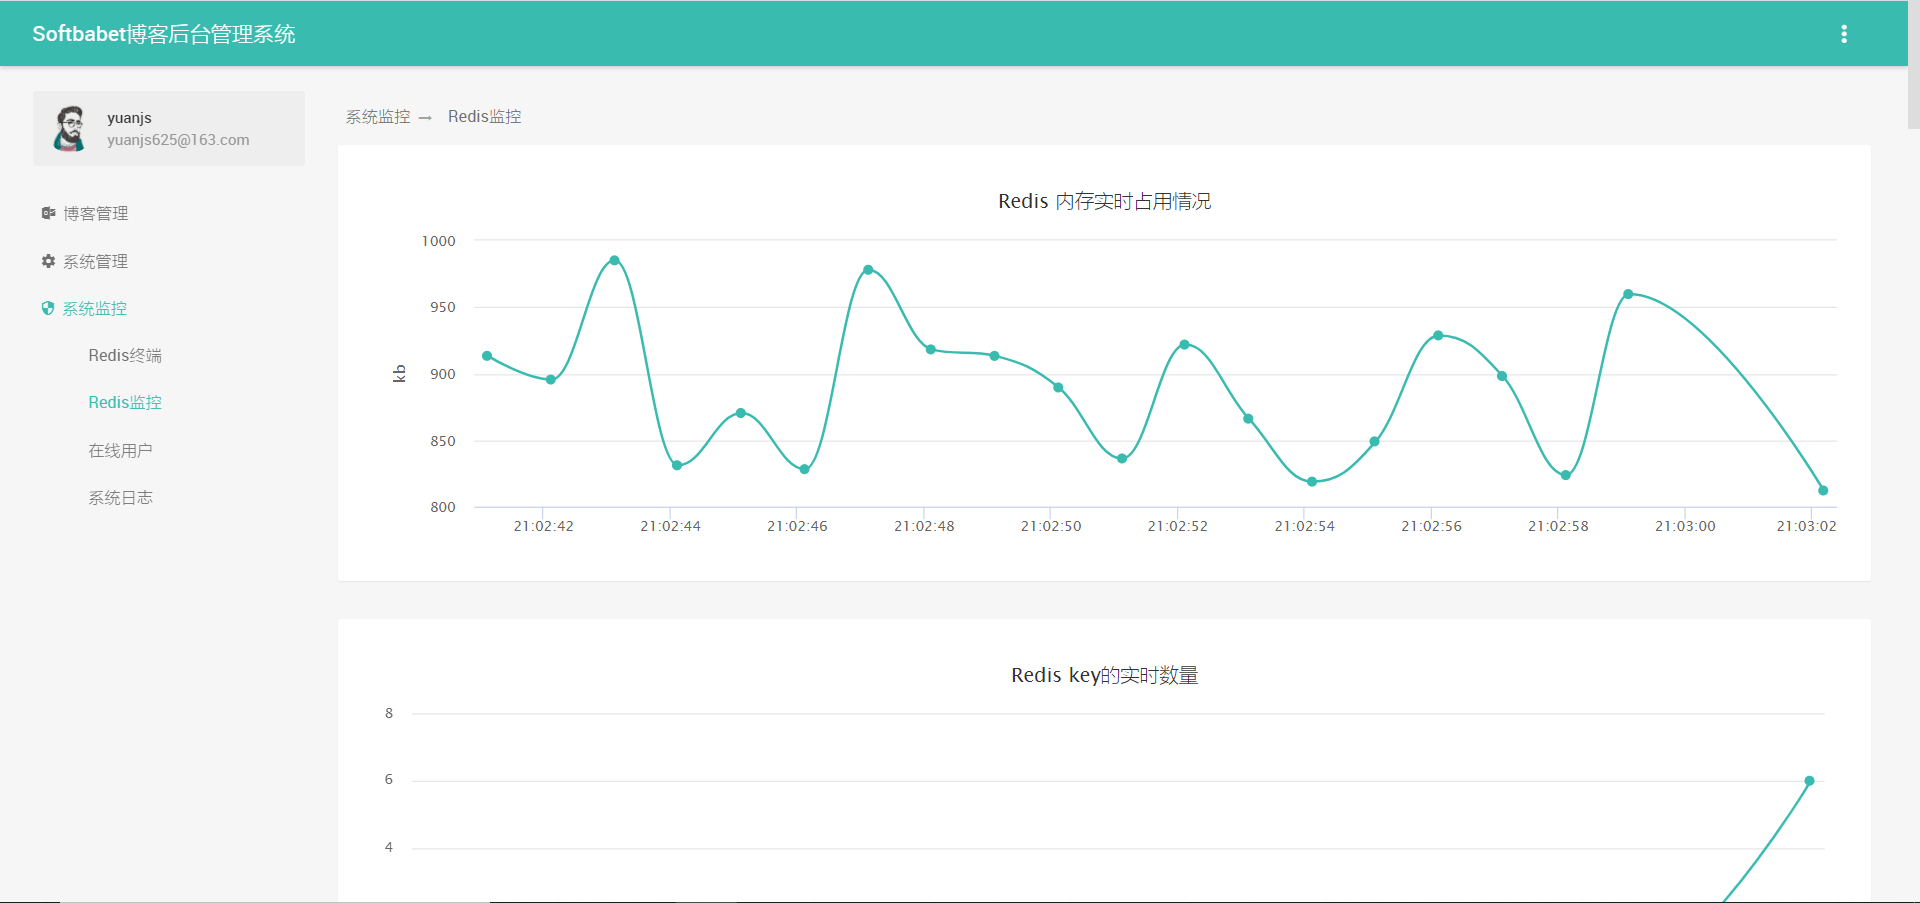 Softbabet博客后台管理系统
yuanjs
yuanjs625@163.com
博客管理
系统管理
系统监控
Redis终端
Redis监控
在线用户
系统日志
系统监控 → Redis监控
Redis 内存实时占用情况
1000
950
900
850
800
kb
21:02:42 21:02:44 21:02:46 21:02:48 21:02:50 21:02:52 21:02:54 21:02:56 21:02:58 21:03:00 21:03:02
Redis key的实时数量
8
6
4